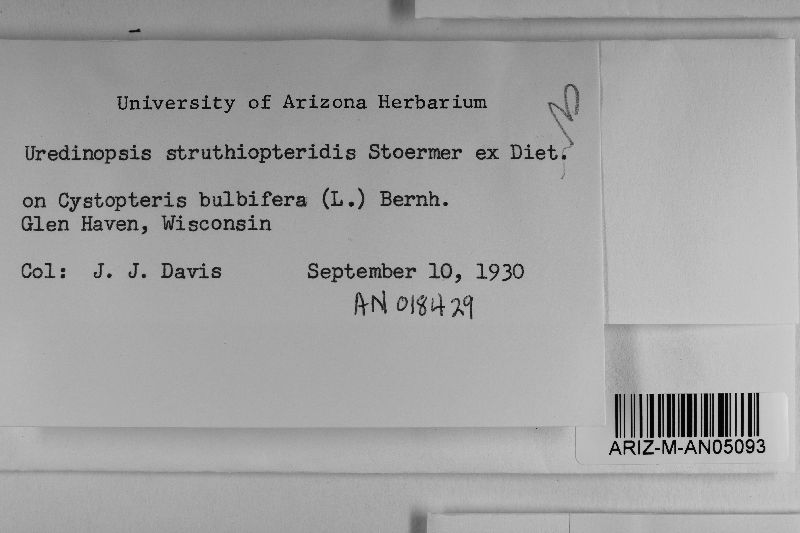 University of Arizona Herbarium
Uredinopsis struthiopteridis Stoermer ex Diet.
on Cystopteris bulbifera (L.) Bernh.
Glen Haven, Wisconsin
Col: J. J. Davis September 10, 1930
AN 018429
ARIZ-M-AN05093